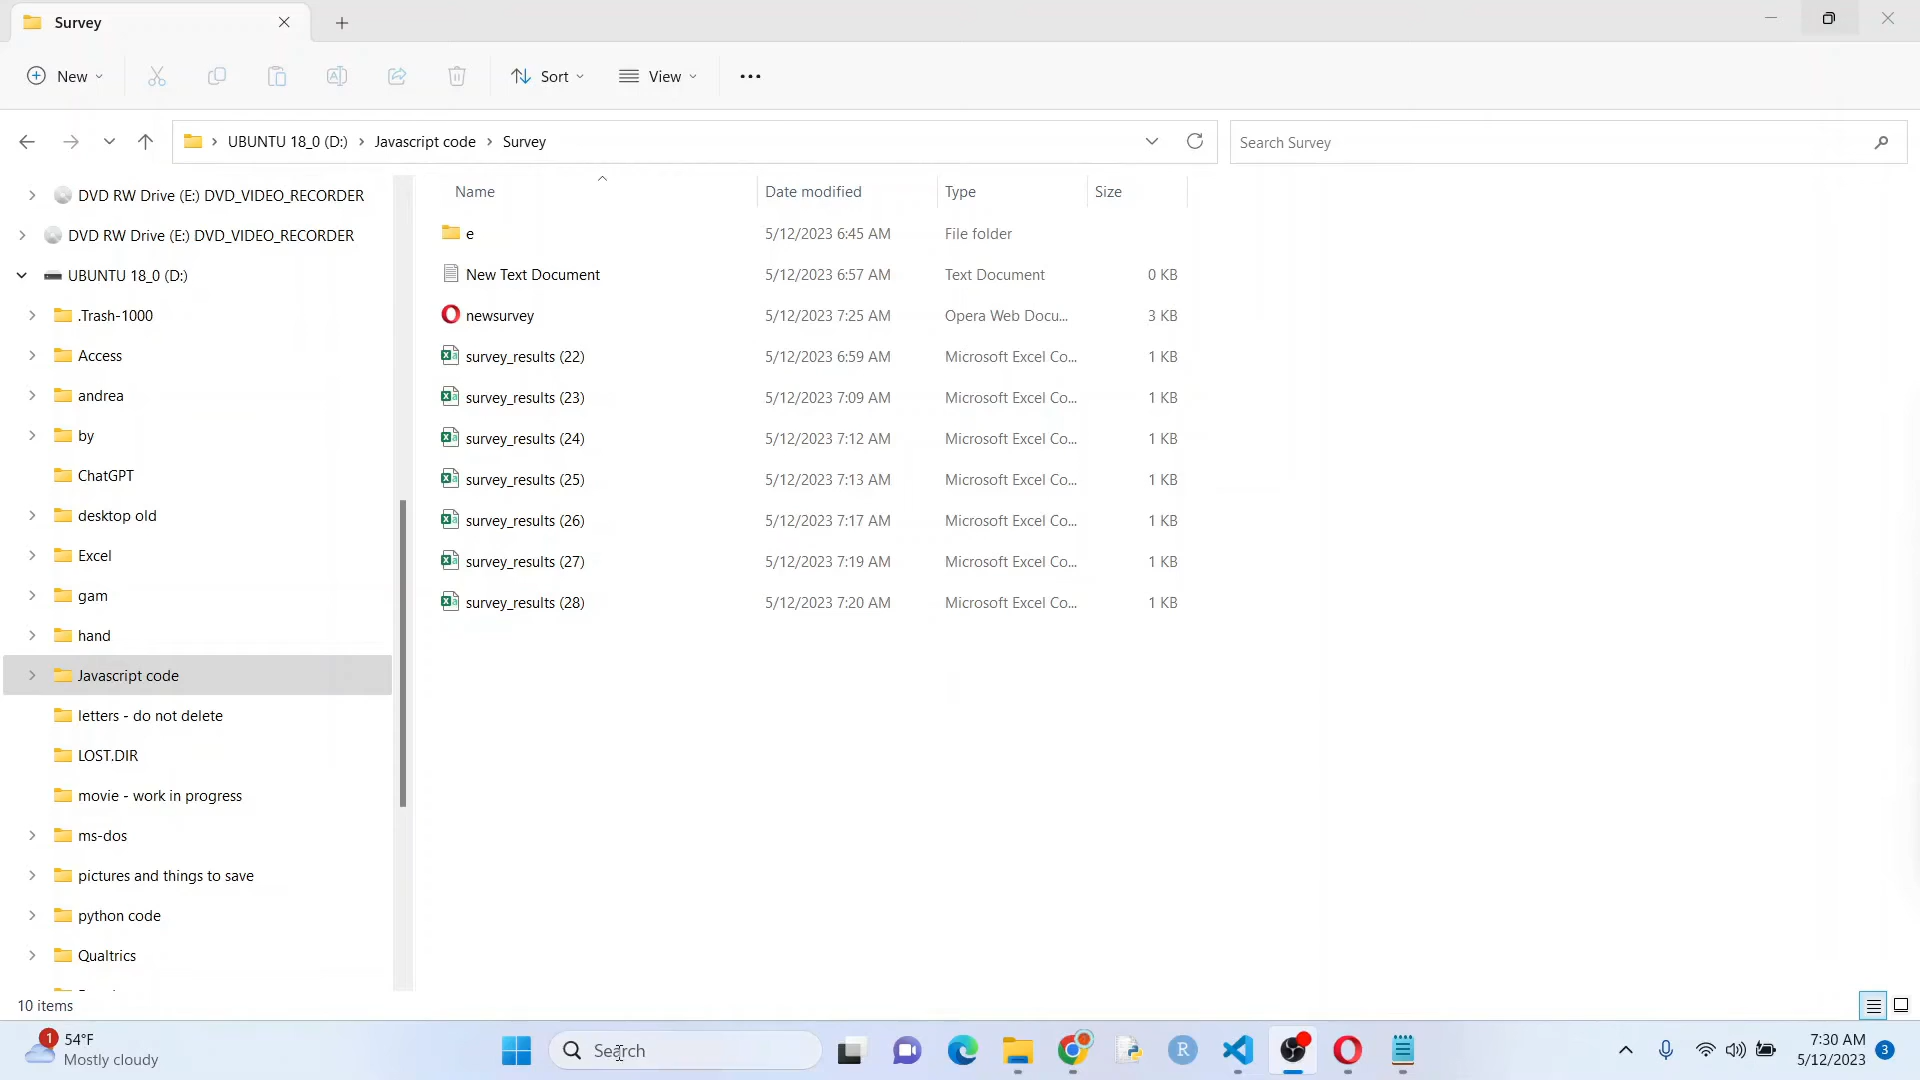 Survey
New
Sort
View
UBUNTU 18_0 (D:) > Javascript code > Survey
Search Survey
DVD RW Drive (E:) DVD_VIDEO_RECORDER
DVD RW Drive (E:) DVD_VIDEO_RECORDER
UBUNTU 18_0 (D:)
.Trash-1000
Access
andrea
by
ChatGPT
desktop old
Excel
gam
hand
Javascript code
letters - do not delete
LOST.DIR
movie - work in progress
ms-dos
pictures and things to save
python code
Qualtrics
Name Date modified Type Size
e 5/12/2023 6:45 AM File folder
New Text Document 5/12/2023 6:57 AM Text Document 0 KB
newsurvey 5/12/2023 7:25 AM Opera Web Docu... 3 KB
survey_results (22) 5/12/2023 6:59 AM Microsoft Excel Co... 1 KB
survey_results (23) 5/12/2023 7:09 AM Microsoft Excel Co... 1 KB
survey_results (24) 5/12/2023 7:12 AM Microsoft Excel Co... 1 KB
survey_results (25) 5/12/2023 7:13 AM Microsoft Excel Co... 1 KB
survey_results (26) 5/12/2023 7:17 AM Microsoft Excel Co... 1 KB
survey_results (27) 5/12/2023 7:19 AM Microsoft Excel Co... 1 KB
survey_results (28) 5/12/2023 7:20 AM Microsoft Excel Co... 1 KB
10 items
1
54°F
Mostly cloudy
Search
R
7:30 AM
5/12/2023
3